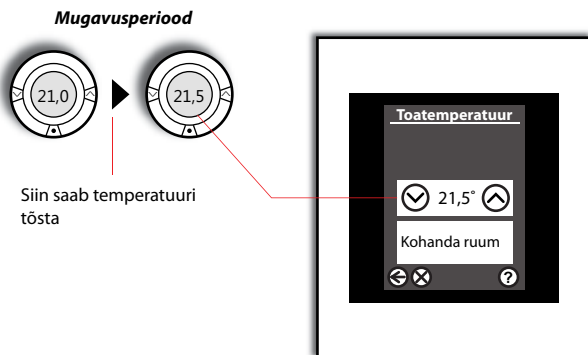 Mugavusperiood
21,0
21,5
Siin saab temperatuuri
tõsta
Toatemperatuur
21,5°
Kohanda ruum
?